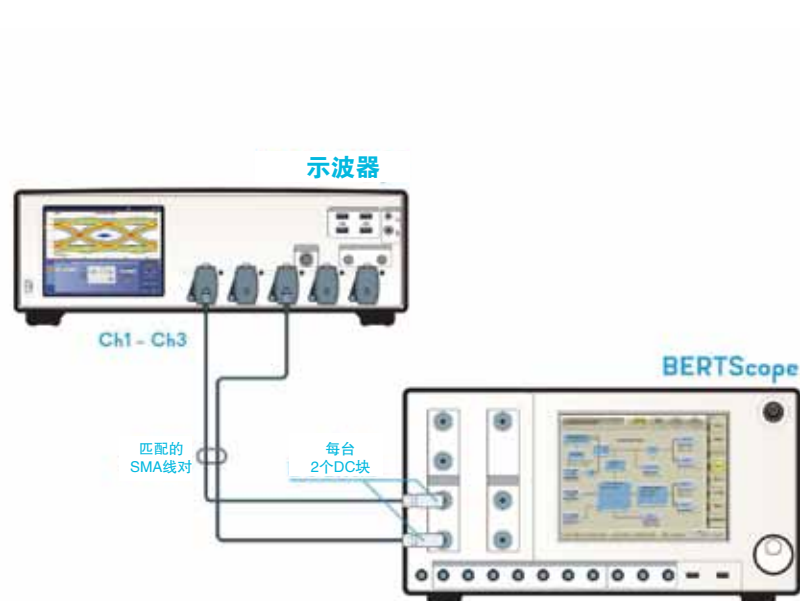 示波器
Ch1 - Ch3
BERTScope
匹配的
SMA线对
每台
2个DC块